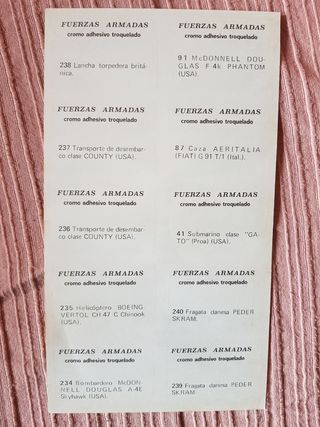 FUERZAS ARMADAS
cromo adhesivo troquelado
238 Lancha torpedera britá-
nica.
FUERZAS ARMADAS
cromo adhesivo troquelado
91 McDONNELL DOU-
GLAS F-4k PHANTOM
(USA).
FUERZAS ARMADAS
cromo adhesivo troquelado
237 Transporte de desembar-
co clase COUNTY (USA).
FUERZAS ARMADAS
cromo adhesivo troquelado
87 Caza AERITALIA
(FIAT) G 91 T/1 (Ital.).
FUERZAS ARMADAS
cromo adhesivo troquelado
236 Transporte de desembar-
co clase COUNTY (USA).
FUERZAS ARMADAS
cromo adhesivo troquelado
41 Submarino clase "GA-
TO" (Proa) (USA).
FUERZAS ARMADAS
cromo adhesivo troquelado
235 Helicóptero BOEING
VERTOL CH 47 C Chinook
(USA).
FUERZAS ARMADAS
cromo adhesivo troquelado
240 Fragata danesa PEDER
SKRAM.
FUERZAS ARMADAS
cromo adhesivo troquelado
234 Bombardero McDON-
NELL DOUGLAS A-4E
Skyhawk (USA).
FUERZAS ARMADAS
cromo adhesivo troquelado
239 Fragata danesa PEDER
SKRAM